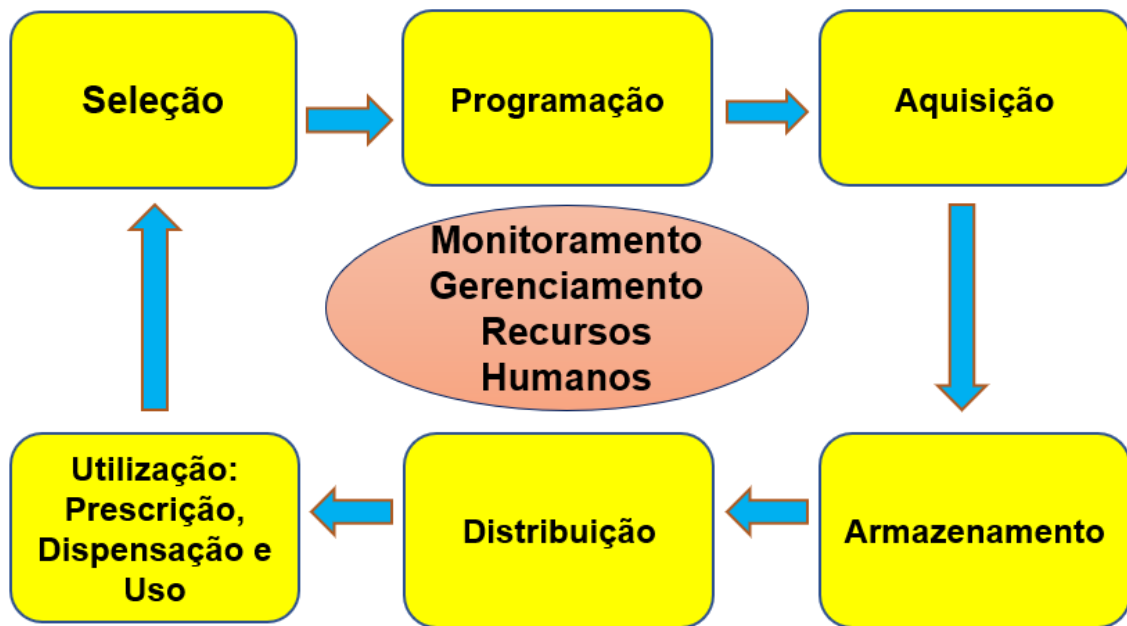 Seleção
Programação
Aquisição
Monitoramento
Gerenciamento
Recursos
Humanos
Utilização:
Prescrição,
Dispensação e
Uso
Distribuição
Armazenamento